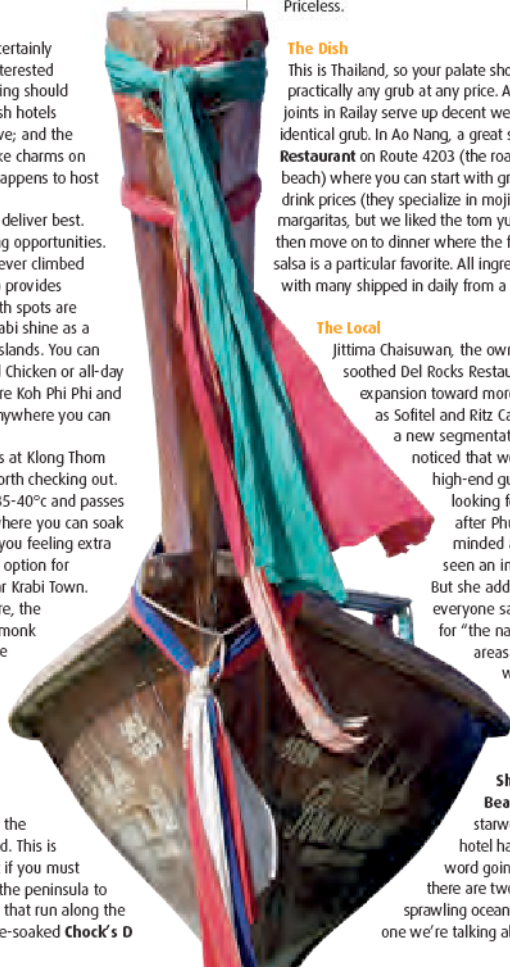 ertainly
terested
ing should
sh hotels
ve; and the
ke charms on
appens to host
deliver best.
g opportunities.
ever climbed
provides
th spots are
abi shine as a
slands. You can
Chicken or all-day
re Koh Phi Phi and
nywhere you can
s at Klong Thom
orth checking out.
35-40°c and passes
where you can soak
you feeling extra
option for
ar Krabi Town.
re, the
monk
e
the
d. This is
if you must
the peninsula to
that run along the
e-soaked Chock's D
Priceless.
The Dish
This is Thailand, so your palate sho
practically any grub at any price. A
joints in Railay serve up decent we
identical grub. In Ao Nang, a great s
Restaurant on Route 4203 (the roa
beach) where you can start with gr
drink prices (they specialize in moji
margaritas, but we liked the tom yu
then move on to dinner where the f
salsa is a particular favorite. All ingre
with many shipped in daily from a
The Local
Jittima Chaisuwan, the own
soothed Del Rocks Restau
expansion toward more
as Sofitel and Ritz Ca
a new segmentat
noticed that we
high-end gu
looking fo
after Phu
minded a
seen an in
But she add
everyone sa
for “the na
areas
w
Sh
Bea
starw
hotel ha
word goin
there are two
sprawling ocean
one we're talking al